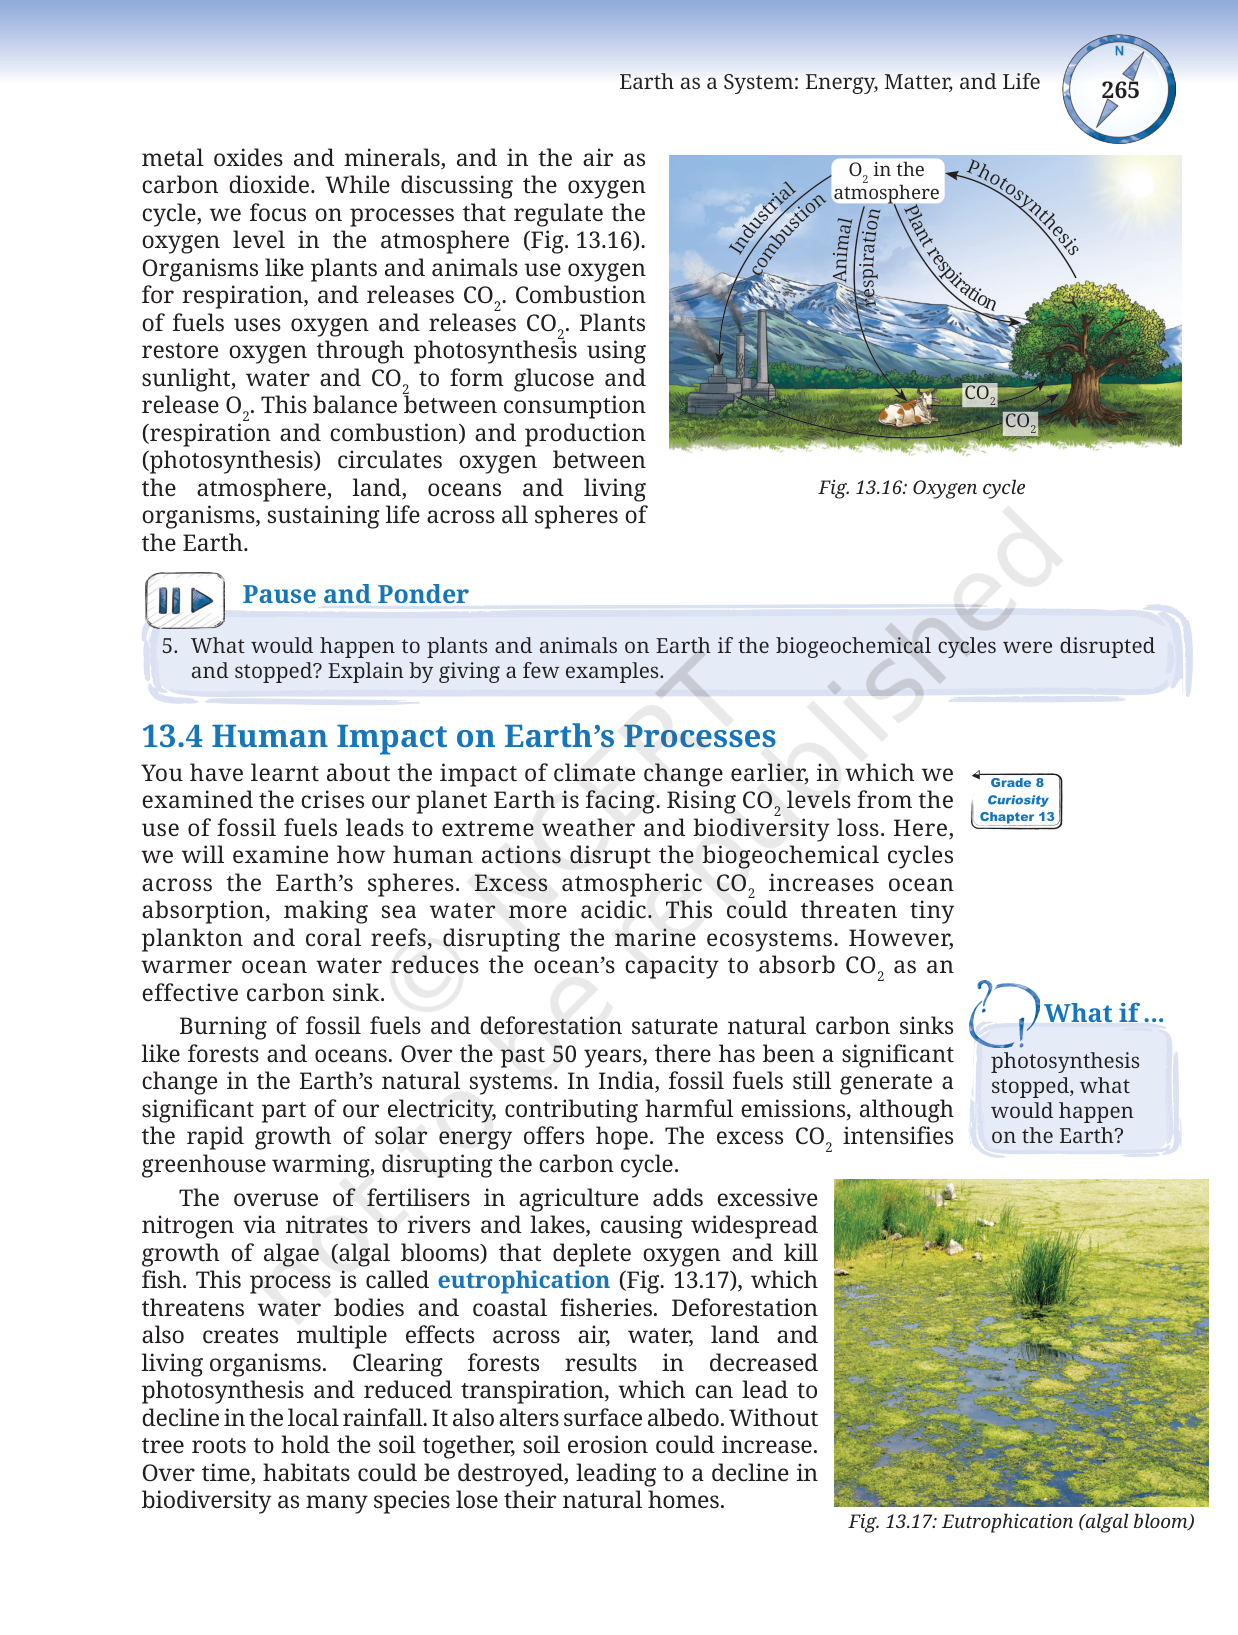 Earth as a System: Energy, Matter, and Life
N
265
metal oxides and minerals, and in the air as
carbon dioxide. While discussing the oxygen
cycle, we focus on processes that regulate the
oxygen level in the atmosphere (Fig. 13.16).
Organisms like plants and animals use oxygen
for respiration, and releases CO₂. Combustion
of fuels uses oxygen and releases CO₂. Plants
restore oxygen through photosynthesis using
sunlight, water and CO₂ to form glucose and
release O₂. This balance between consumption
(respiration and combustion) and production
(photosynthesis) circulates oxygen between
the atmosphere, land, oceans and living
organisms, sustaining life across all spheres of
the Earth.
O₂ in the
atmosphere
Industrial
combustion
Animal
respiration
Plant respiration
Photosynthesis
CO₂
CO₂
Fig. 13.16: Oxygen cycle
Pause and Ponder
5. What would happen to plants and animals on Earth if the biogeochemical cycles were disrupted
and stopped? Explain by giving a few examples.
13.4 Human Impact on Earth’s Processes
You have learnt about the impact of climate change earlier, in which we
examined the crises our planet Earth is facing. Rising CO₂ levels from the
use of fossil fuels leads to extreme weather and biodiversity loss. Here,
we will examine how human actions disrupt the biogeochemical cycles
across the Earth’s spheres. Excess atmospheric CO₂ increases ocean
absorption, making sea water more acidic. This could threaten tiny
plankton and coral reefs, disrupting the marine ecosystems. However,
warmer ocean water reduces the ocean’s capacity to absorb CO₂ as an
effective carbon sink.
Grade 8
Curiosity
Chapter 13
Burning of fossil fuels and deforestation saturate natural carbon sinks
like forests and oceans. Over the past 50 years, there has been a significant
change in the Earth’s natural systems. In India, fossil fuels still generate a
significant part of our electricity, contributing harmful emissions, although
the rapid growth of solar energy offers hope. The excess CO₂ intensifies
greenhouse warming, disrupting the carbon cycle.
What if ...
photosynthesis
stopped, what
would happen
on the Earth?
The overuse of fertilisers in agriculture adds excessive
nitrogen via nitrates to rivers and lakes, causing widespread
growth of algae (algal blooms) that deplete oxygen and kill
fish. This process is called eutrophication (Fig. 13.17), which
threatens water bodies and coastal fisheries. Deforestation
also creates multiple effects across air, water, land and
living organisms. Clearing forests results in decreased
photosynthesis and reduced transpiration, which can lead to
decline in the local rainfall. It also alters surface albedo. Without
tree roots to hold the soil together, soil erosion could increase.
Over time, habitats could be destroyed, leading to a decline in
biodiversity as many species lose their natural homes.
Fig. 13.17: Eutrophication (algal bloom)
© NCERT
not to be republished